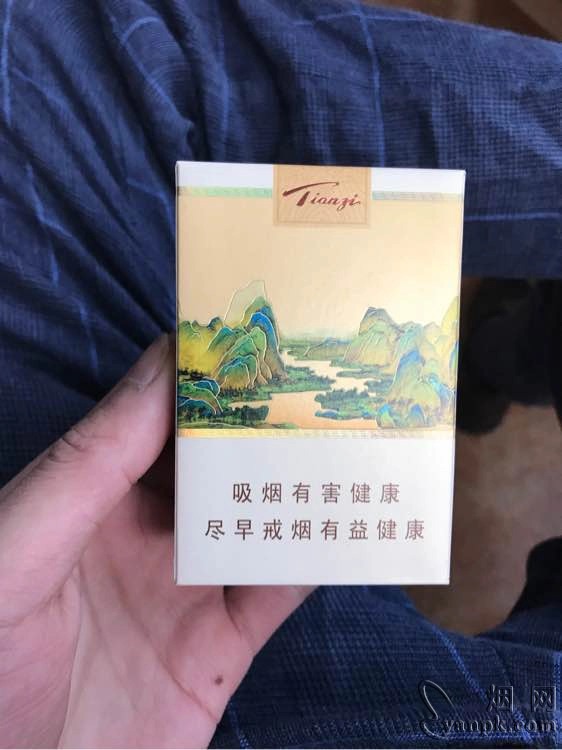 Tianzi
吸烟有害健康
尽早戒烟有益健康
烟网
yanpk.com